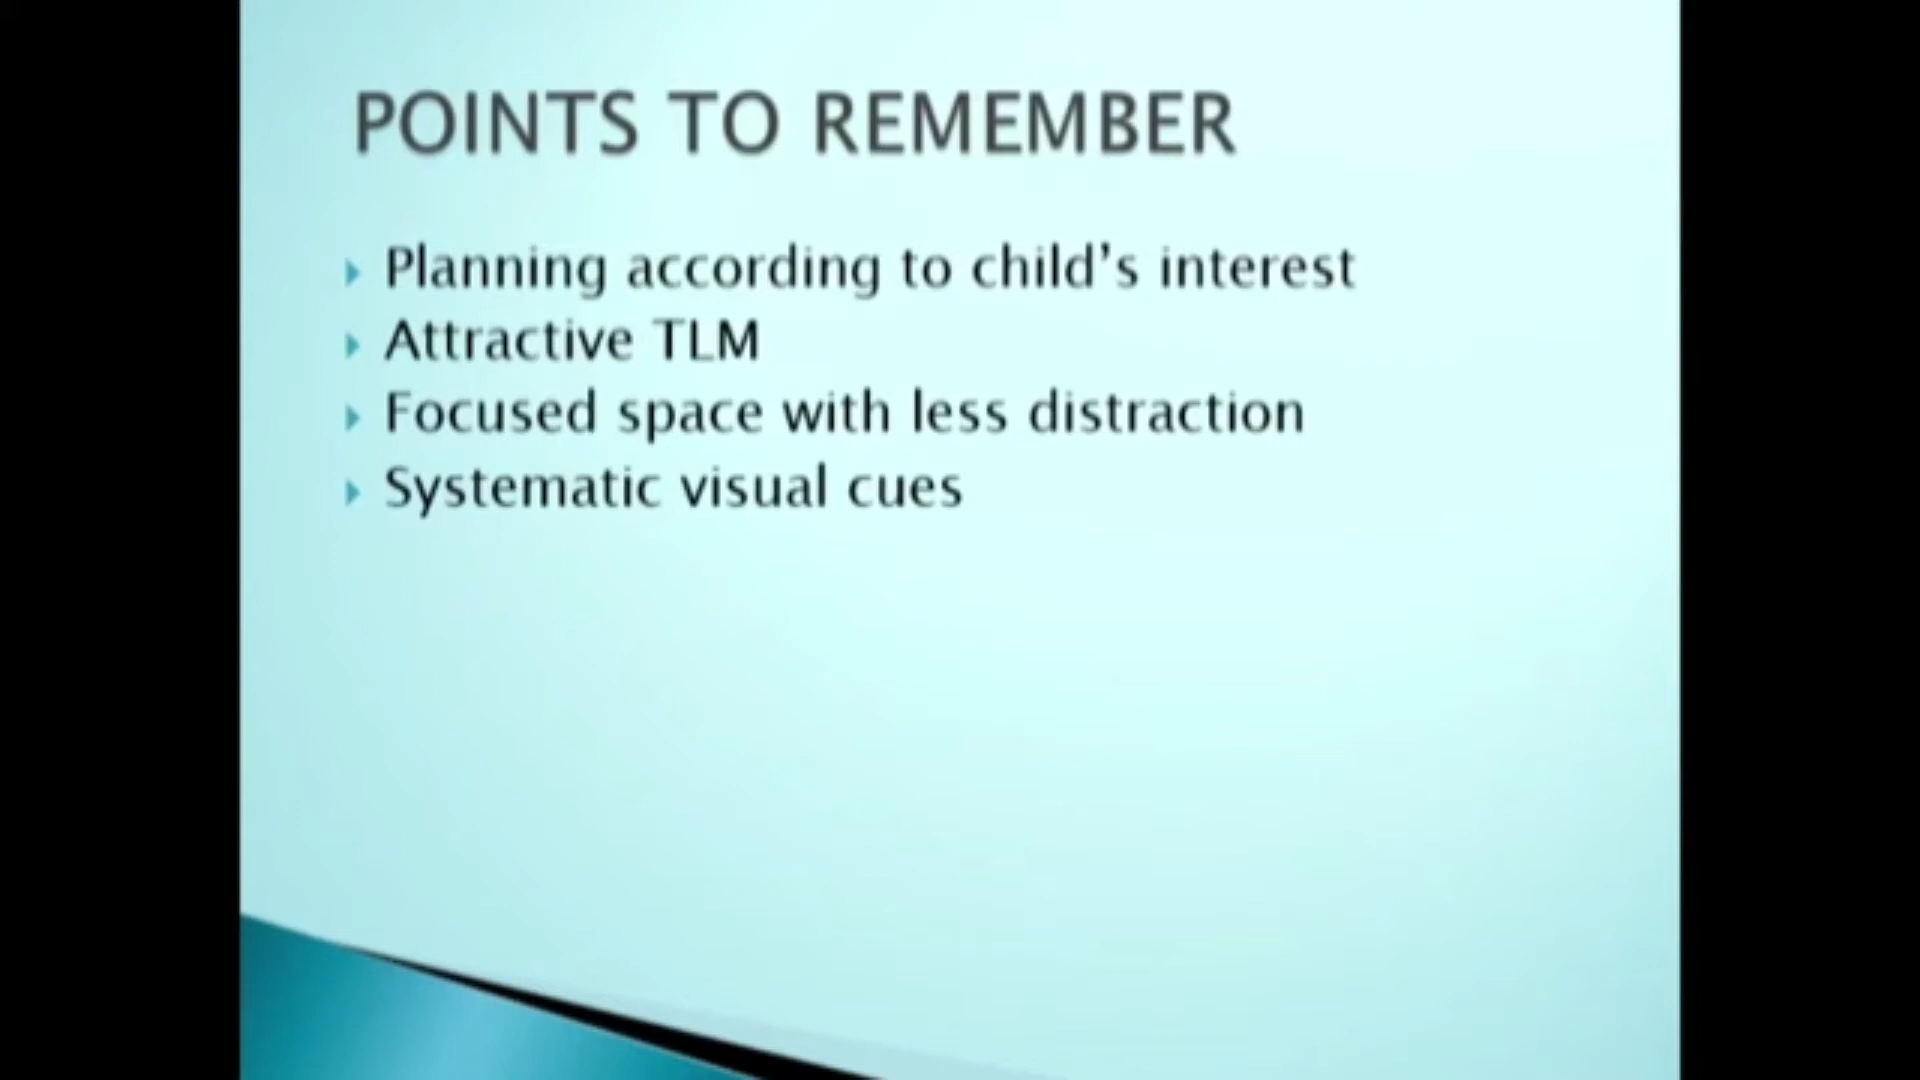 POINTS TO REMEMBER
Planning according to child's interest
Attractive TLM
Focused space with less distraction
Systematic visual cues